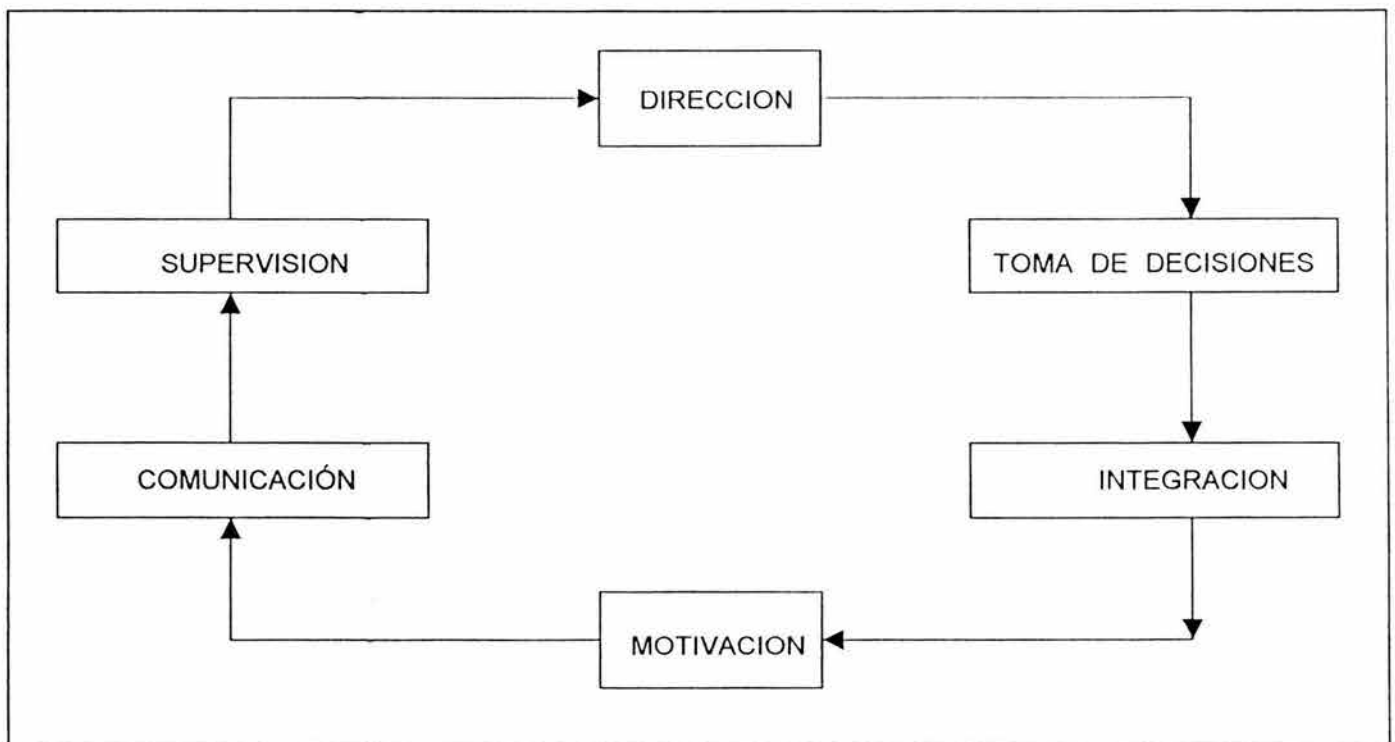 DIRECCION
SUPERVISION
TOMA DE DECISIONES
COMUNICACIÓN
INTEGRACION
MOTIVACION